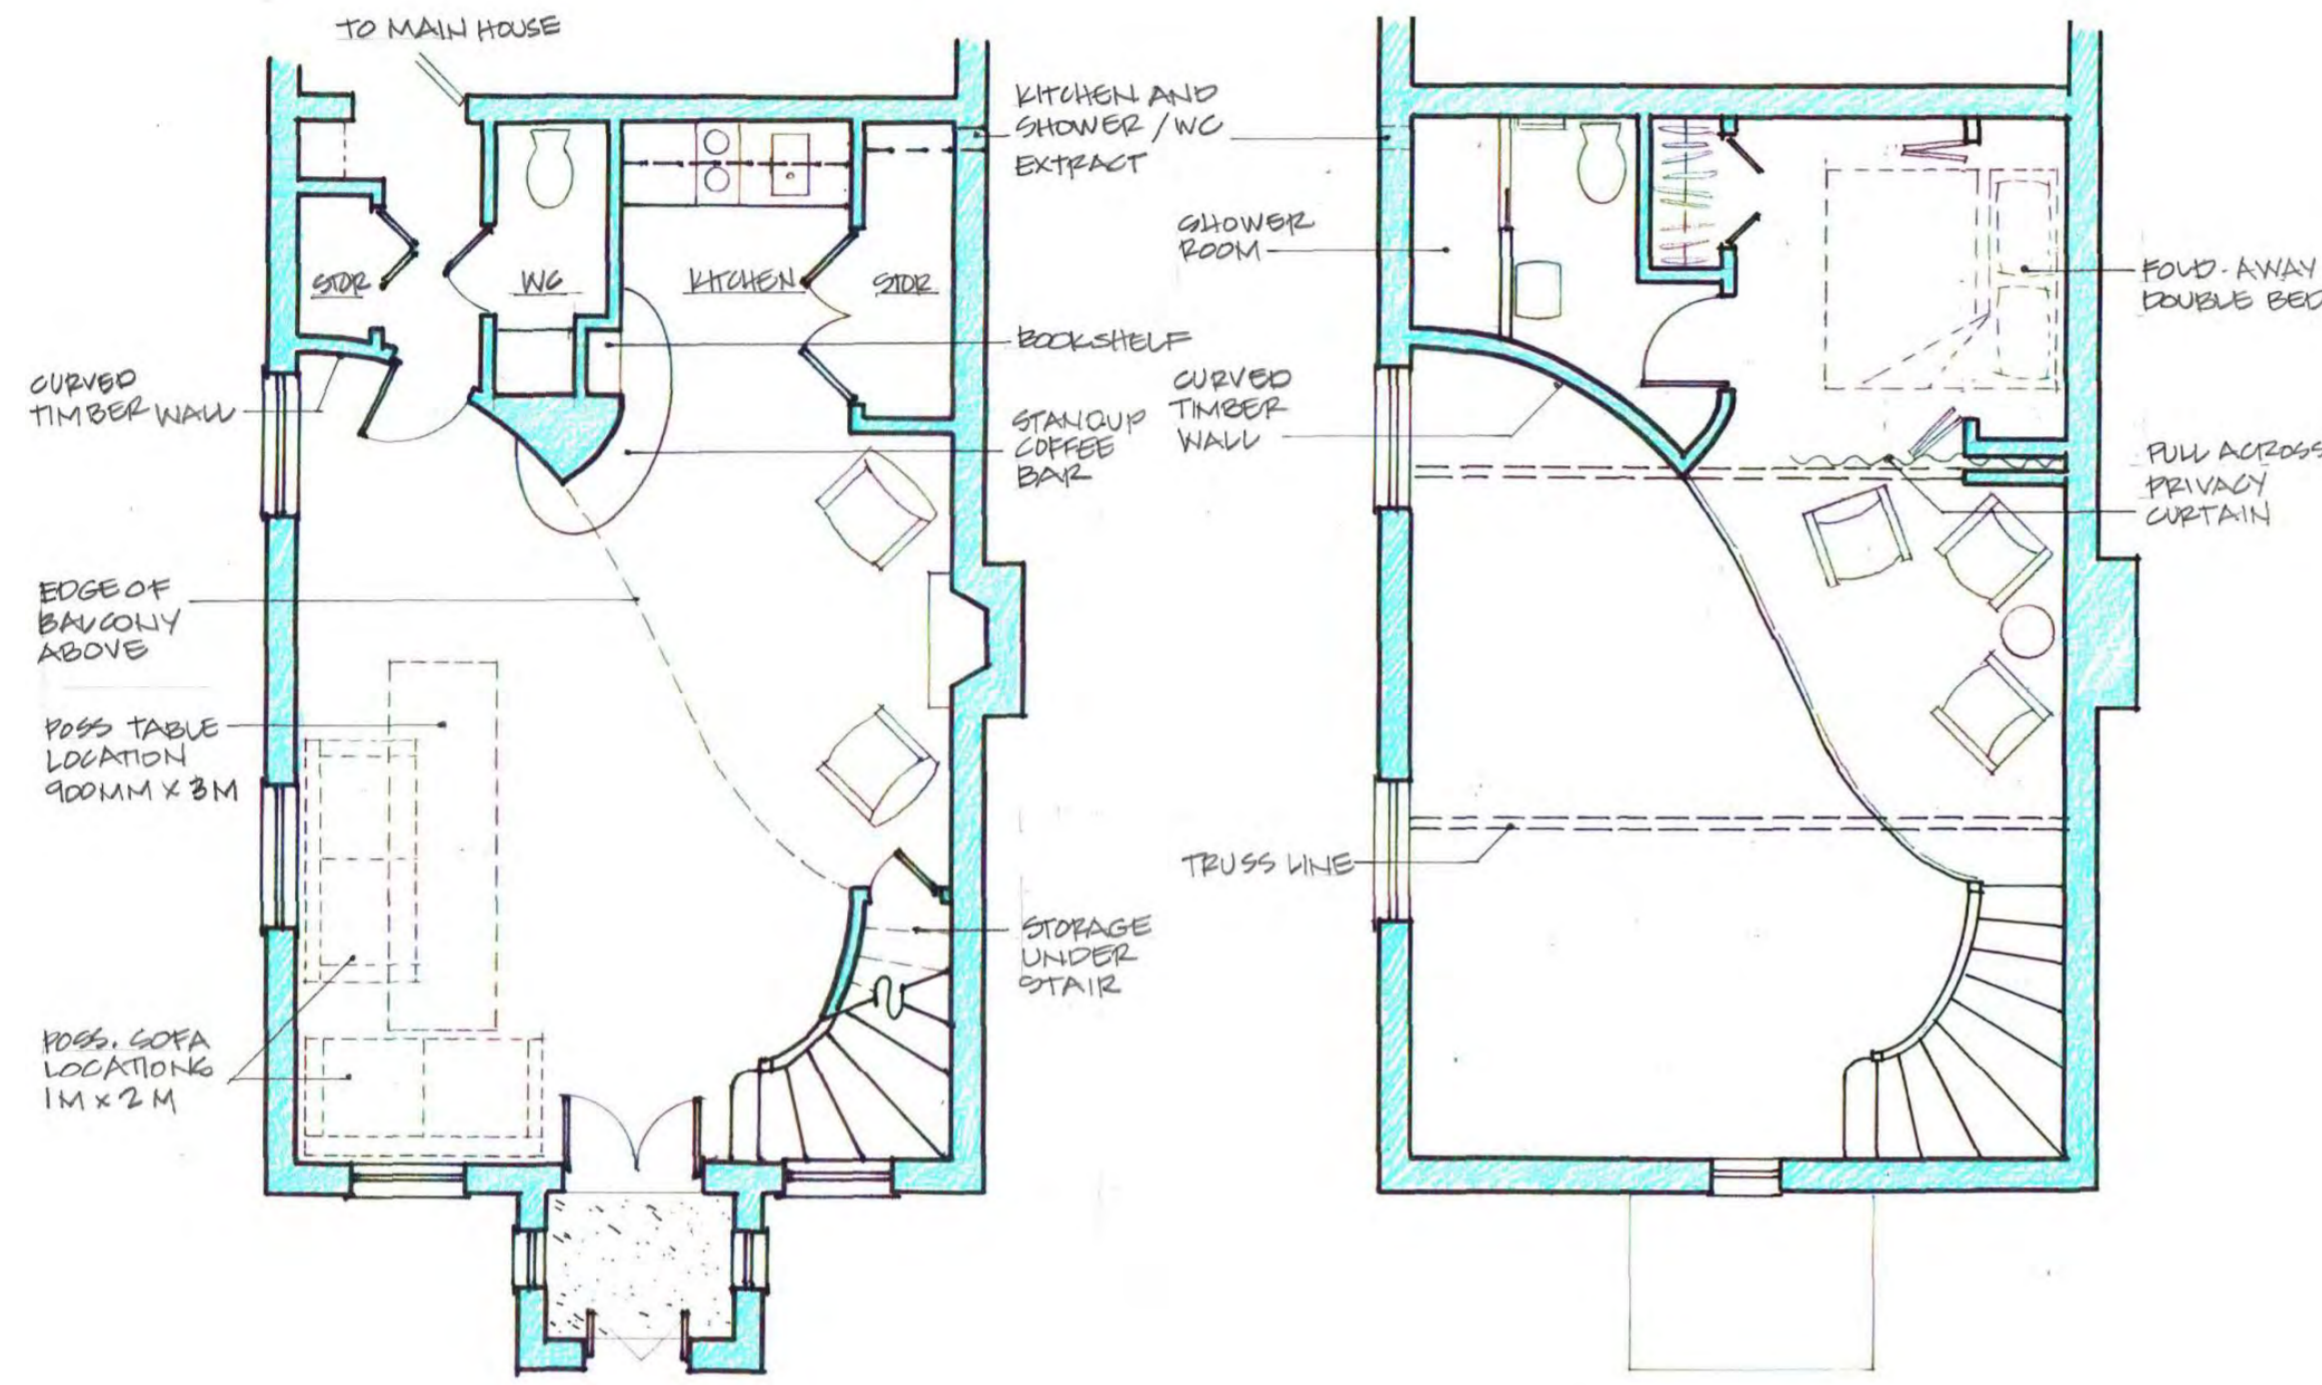 TO MAIN HOUSE
KITCHEN AND
SHOWER / WC
EXTRACT
STOR
WC
KITCHEN
STOR
BOOKSHELF
CURVED
TIMBER WALL
STANDUP
COFFEE
BAR
EDGE OF
BALCONY
ABOVE
POSS TABLE
LOCATION
900MM X 3M
POSS. SOFA
LOCATIONS
1M X 2M
STORAGE
UNDER
STAIR
SHOWER
ROOM
CURVED
TIMBER
WALL
FOLD-AWAY
DOUBLE BED
PULL ACROSS
PRIVACY
CURTAIN
TRUSS LINE